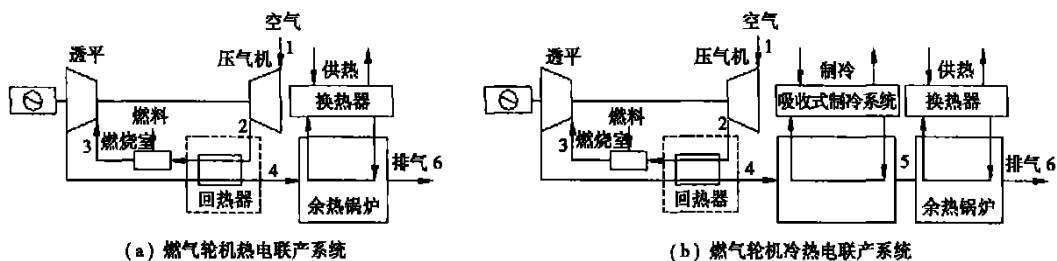 空气
1
透平
压气机
供热
换热器
燃料
2
3
燃烧室
4
排气 6
回热器
余热锅炉
(a) 燃气轮机热电联产系统
空气
1
透平
压气机
制冷
供热
吸收式制冷系统
换热器
燃料
2
3
燃烧室
4
5
排气 6
回热器
余热锅炉
(b) 燃气轮机冷热电联产系统